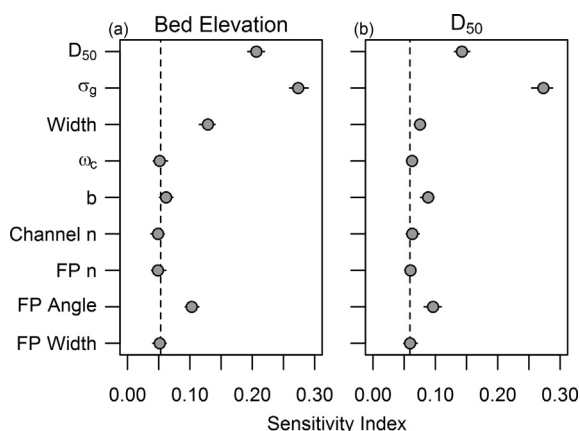 (a) Bed Elevation
(b) D50
D50
σg
Width
ωc
b
Channel n
FP n
FP Angle
FP Width
0.00 0.10 0.20 0.30
0.00 0.10 0.20 0.30
Sensitivity Index